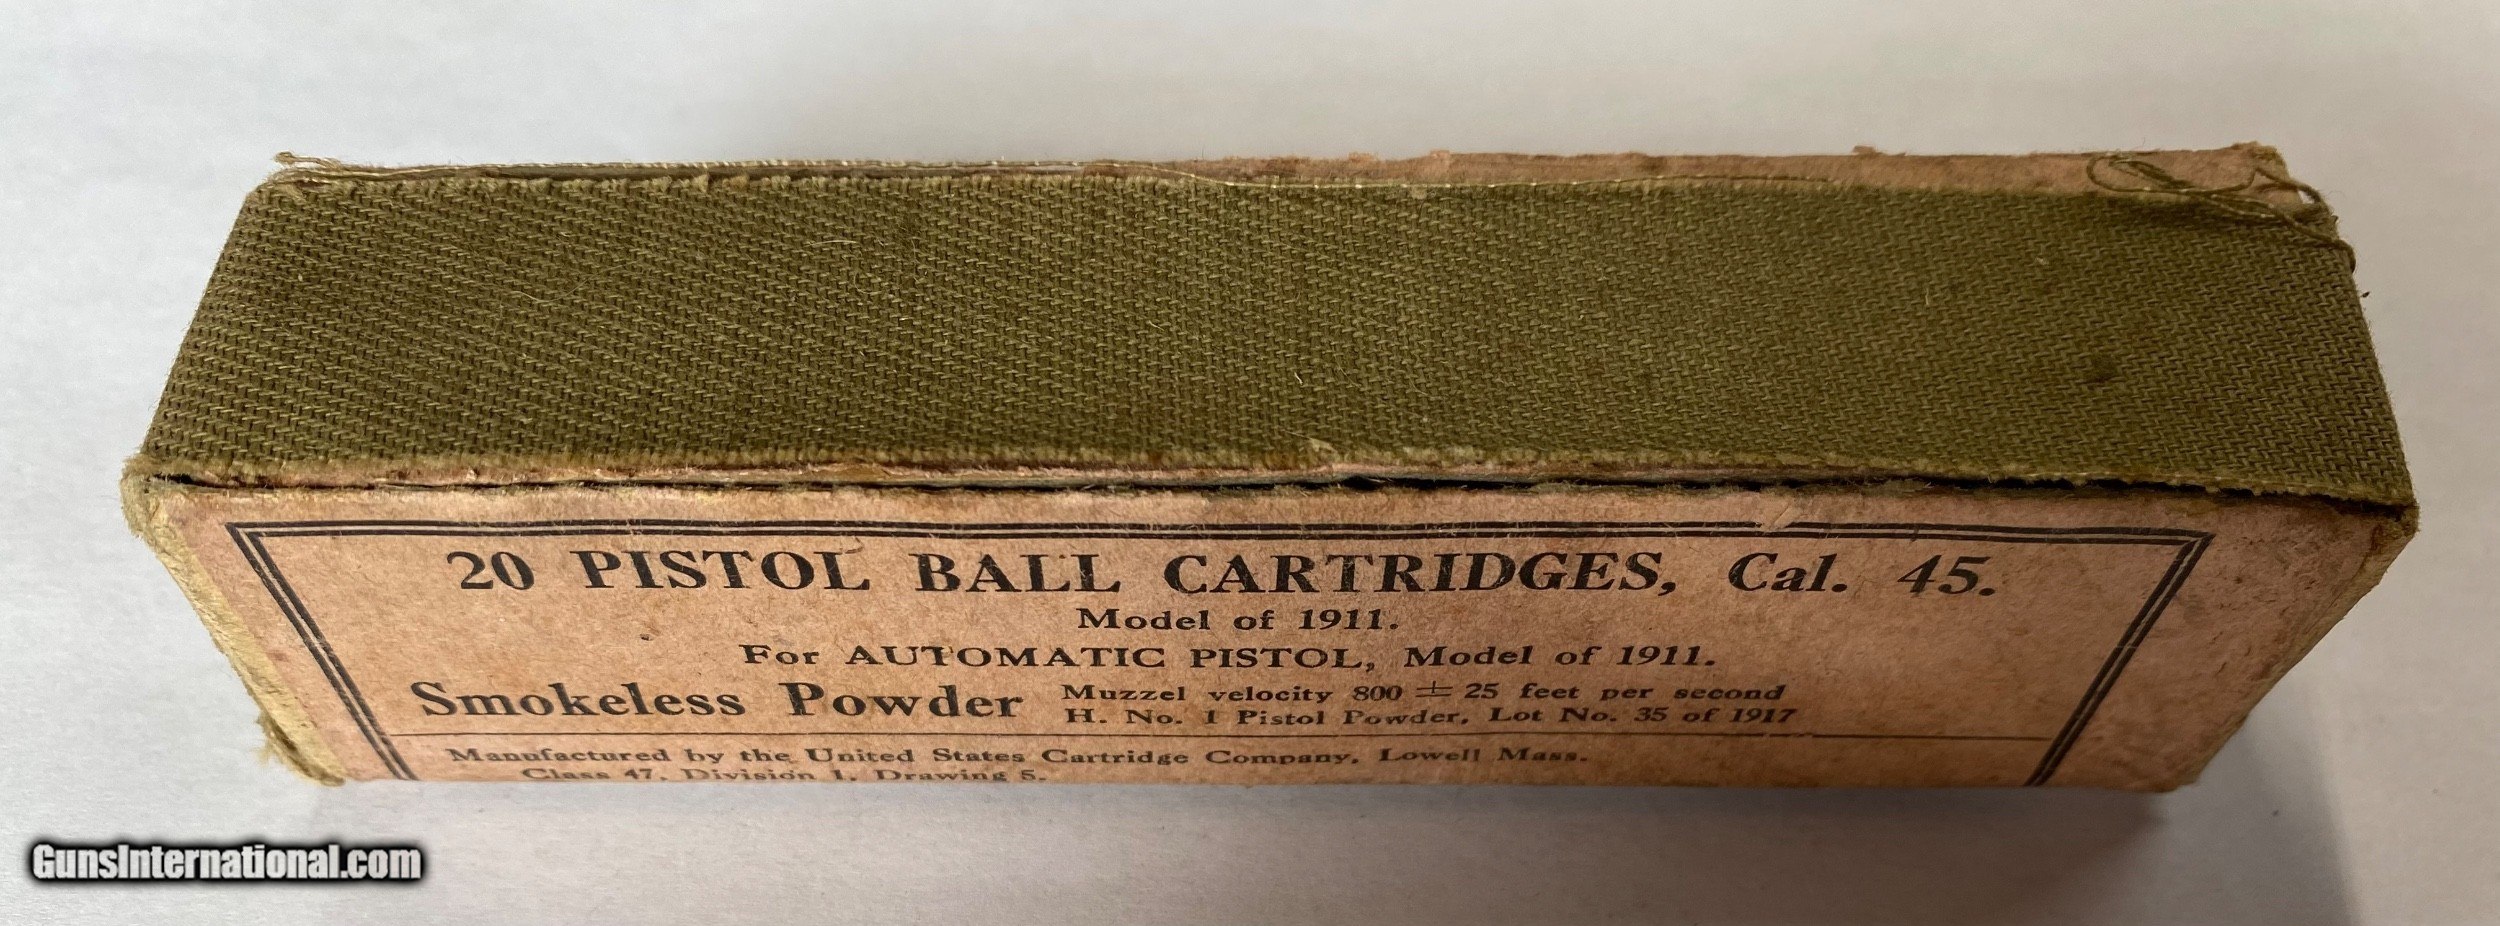 20 PISTOL BALL CARTRIDGES, Cal. 45.
Model of 1911.
For AUTOMATIC PISTOL, Model of 1911.
Smokeless Powder Muzzel velocity 800 ± 25 feet per second
H. No. 1 Pistol Powder, Lot No. 35 of 1917
Manufactured by the United States Cartridge Company, Lowell Mass.
Class 47, Division 1, Drawing 5.
GunsInternational.com